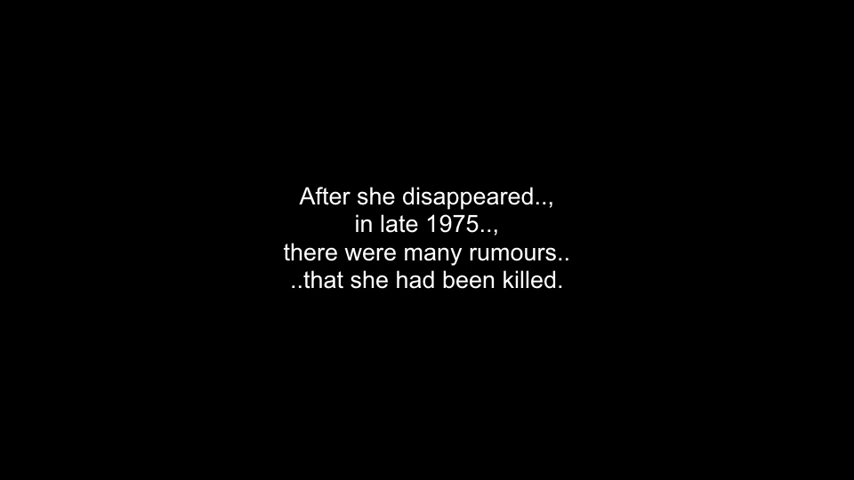 After she disappeared..,
in late 1975..,
there were many rumours..
..that she had been killed.